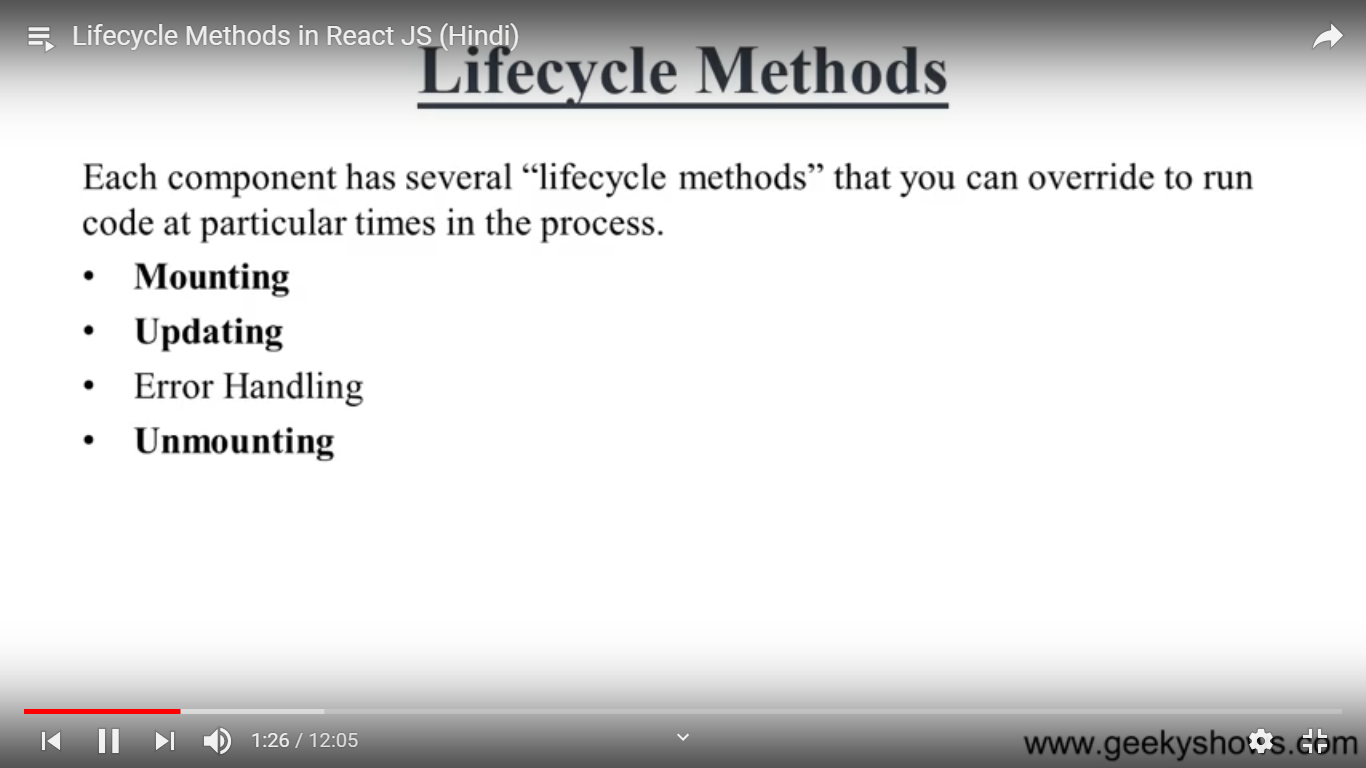 Lifecycle Methods in React JS (Hindi)
Lifecycle Methods
Each component has several “lifecycle methods” that you can override to run
code at particular times in the process.
• Mounting
• Updating
• Error Handling
• Unmounting
1:26 / 12:05
www.geekyshows.com